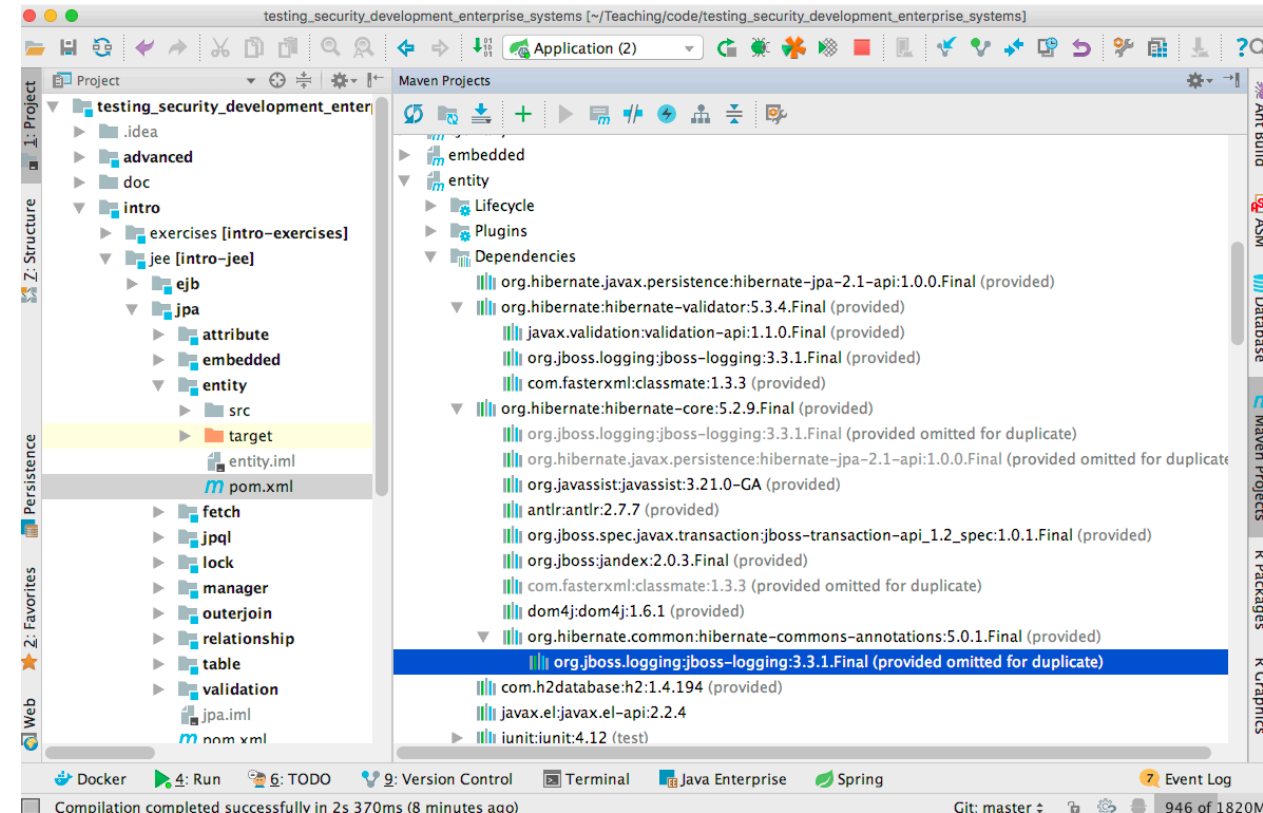 testing_security_development_enterprise_systems [~/Teaching/code/testing_security_development_enterprise_systems]
Application (2)
Project
Maven Projects
1: Project
Z: Structure
Persistence
2: Favorites
Web
testing_security_development_enter
.idea
advanced
doc
intro
exercises [intro-exercises]
jee [intro-jee]
ejb
jpa
attribute
embedded
entity
src
target
entity.iml
pom.xml
fetch
jpql
lock
manager
outerjoin
relationship
table
validation
jpa.iml
pom.xml
embedded
entity
Lifecycle
Plugins
Dependencies
org.hibernate.javax.persistence:hibernate-jpa-2.1-api:1.0.0.Final (provided)
org.hibernate:hibernate-validator:5.3.4.Final (provided)
javax.validation:validation-api:1.1.0.Final (provided)
org.jboss.logging:jboss-logging:3.3.1.Final (provided)
com.fasterxml:classmate:1.3.3 (provided)
org.hibernate:hibernate-core:5.2.9.Final (provided)
org.jboss.logging:jboss-logging:3.3.1.Final (provided omitted for duplicate)
org.hibernate.javax.persistence:hibernate-jpa-2.1-api:1.0.0.Final (provided omitted for duplicate
org.javassist:javassist:3.21.0-GA (provided)
antlr:antlr:2.7.7 (provided)
org.jboss.spec.javax.transaction:jboss-transaction-api_1.2_spec:1.0.1.Final (provided)
org.jboss:jandex:2.0.3.Final (provided)
com.fasterxml:classmate:1.3.3 (provided omitted for duplicate)
dom4j:dom4j:1.6.1 (provided)
org.hibernate.common:hibernate-commons-annotations:5.0.1.Final (provided)
org.jboss.logging:jboss-logging:3.3.1.Final (provided omitted for duplicate)
com.h2database:h2:1.4.194 (provided)
javax.el:javax.el-api:2.2.4
junit:junit:4.12 (test)
Ant Build
ASM
Database
Maven Projects
R Packages
R Graphics
Docker
4: Run
6: TODO
9: Version Control
Terminal
Java Enterprise
Spring
7 Event Log
Compilation completed successfully in 2s 370ms (8 minutes ago)
Git: master
946 of 1820M